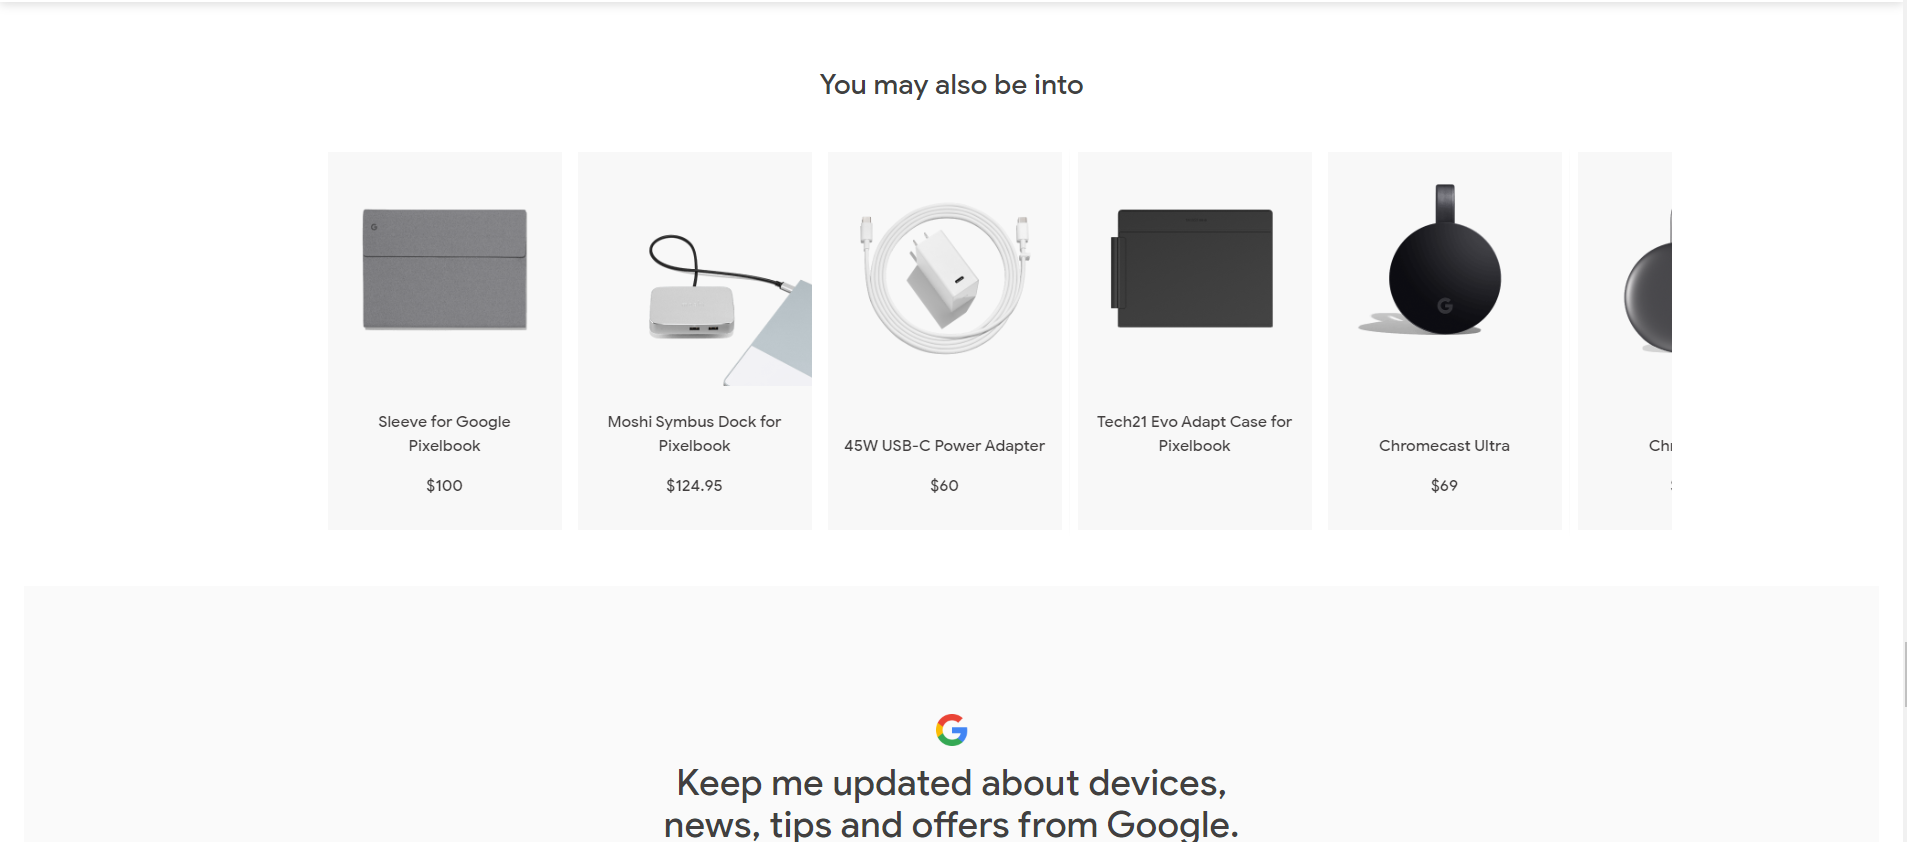 You may also be into
Sleeve for Google
Pixelbook
$100
Moshi Symbus Dock for
Pixelbook
$124.95
45W USB-C Power Adapter
$60
Tech21 Evo Adapt Case for
Pixelbook
Chromecast Ultra
$69
Keep me updated about devices,
news, tips and offers from Google.